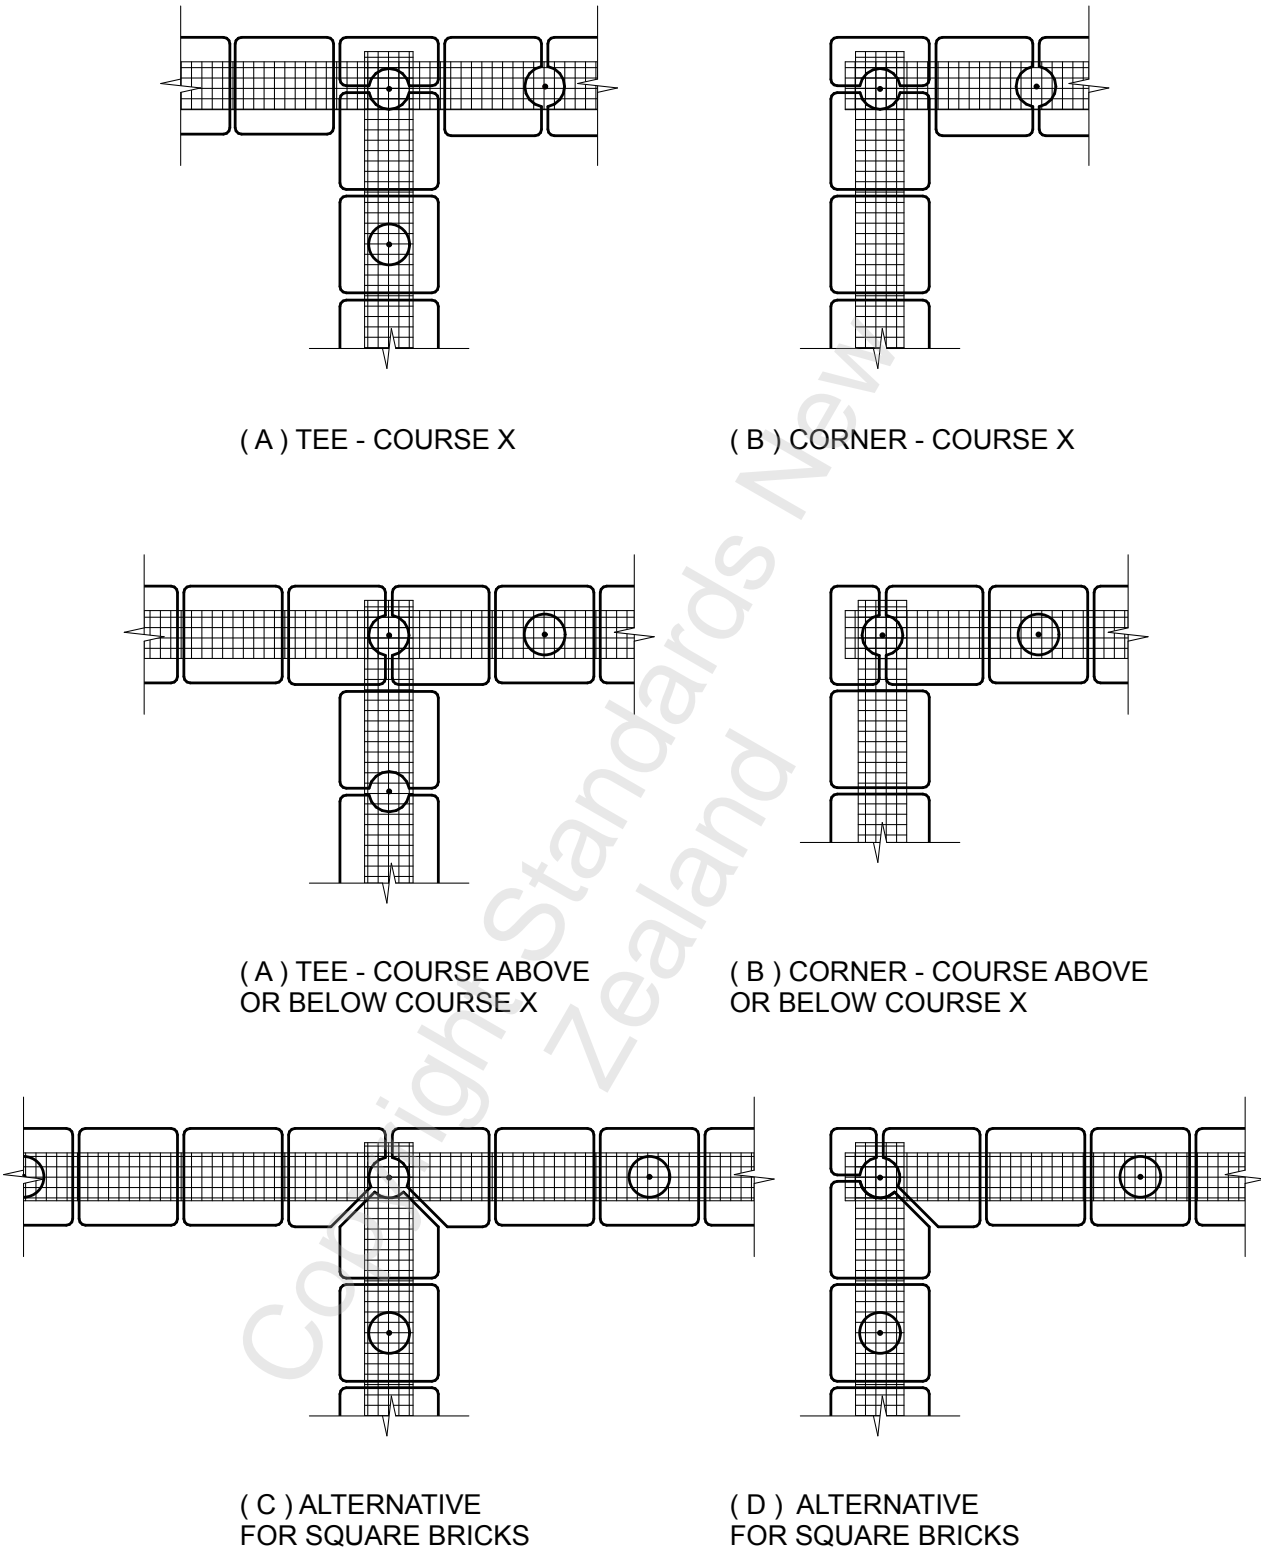 ( A ) TEE - COURSE X
( B ) CORNER - COURSE X
( A ) TEE - COURSE ABOVE
OR BELOW COURSE X
( B ) CORNER - COURSE ABOVE
OR BELOW COURSE X
( C ) ALTERNATIVE
FOR SQUARE BRICKS
( D ) ALTERNATIVE
FOR SQUARE BRICKS
Copyright Standards New
Zealand